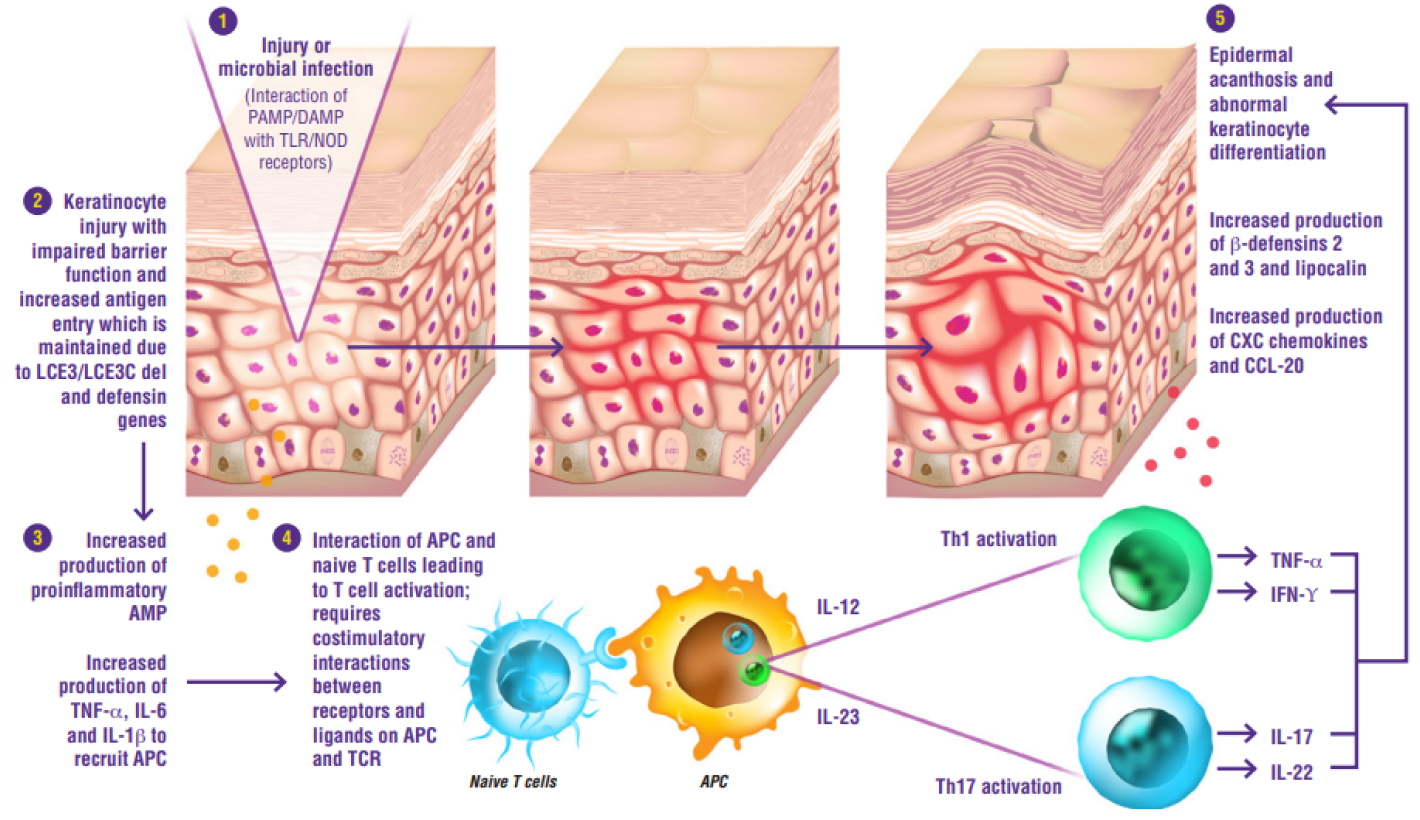 1
Injury or
microbial infection
(Interaction of
PAMP/DAMP
with TLR/NOD
receptors)
2 Keratinocyte
injury with
impaired barrier
function and
increased antigen
entry which is
maintained due
to LCE3/LCE3C del
and defensin
genes
3 Increased
production of
proinflammatory
AMP
Increased
production of
TNF-α, IL-6
and IL-1β to
recruit APC
4 Interaction of APC and
naive T cells leading
to T cell activation;
requires
costimulatory
interactions
between
receptors and
ligands on APC
and TCR
Naive T cells
APC
IL-12
IL-23
Th1 activation
Th17 activation
TNF-α
IFN-ϒ
IL-17
IL-22
5
Epidermal
acanthosis and
abnormal
keratinocyte
differentiation
Increased production
of β-defensins 2
and 3 and lipocalin
Increased production
of CXC chemokines
and CCL-20